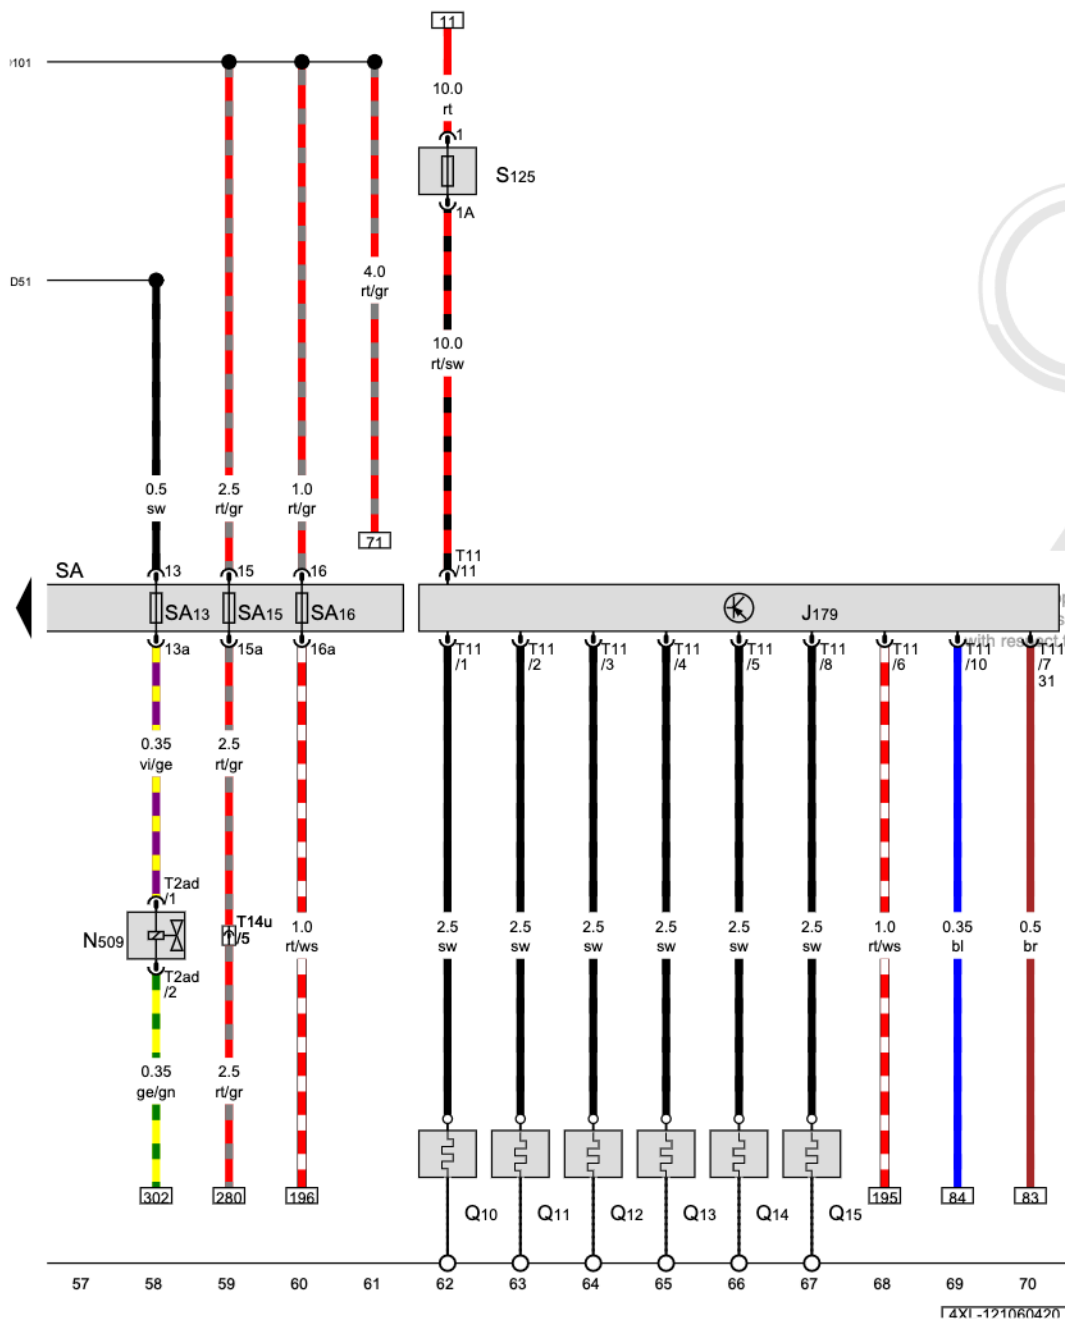 11
101
10.0
rt
1
S125
1A
D51
4.0
rt/gr
10.0
rt/sw
0.5
sw
2.5
rt/gr
1.0
rt/gr
71
T11
/11
SA
13
15
16
SA13
SA15
SA16
J179
with respect
13a
15a
16a
T11
/1
T11
/2
T11
/3
T11
/4
T11
/5
T11
/8
T11
/6
T11
/10
T11
/7
31
0.35
vi/ge
2.5
rt/gr
T2ad
/1
N509
T14u
/5
1.0
rt/ws
2.5
sw
2.5
sw
2.5
sw
2.5
sw
2.5
sw
2.5
sw
1.0
rt/ws
0.35
bl
0.5
br
T2ad
/2
0.35
ge/gn
2.5
rt/gr
302
280
196
195
84
83
Q10
Q11
Q12
Q13
Q14
Q15
57 58 59 60 61 62 63 64 65 66 67 68 69 70
4XL-121060420